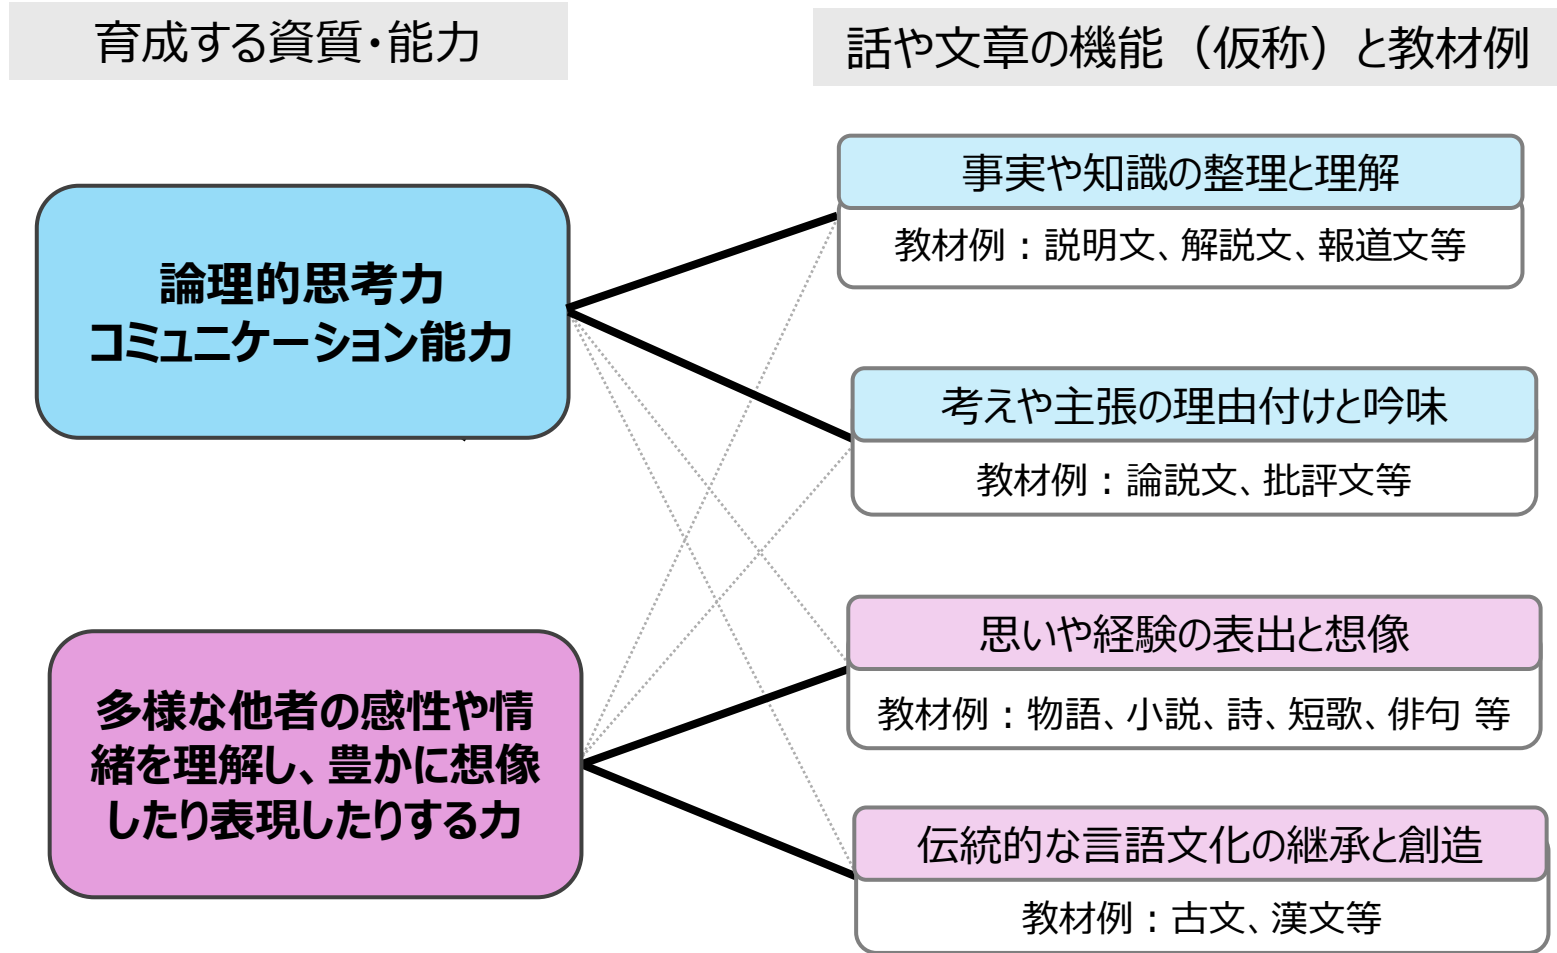 育成する資質・能力
話や文章の機能（仮称）と教材例
論理的思考力
コミュニケーション能力
事実や知識の整理と理解
教材例：説明文、解説文、報道文等
考えや主張の理由付けと吟味
教材例：論説文、批評文等
多様な他者の感性や情
緒を理解し、豊かに想像
したり表現したりする力
思いや経験の表出と想像
教材例：物語、小説、詩、短歌、俳句 等
伝統的な言語文化の継承と創造
教材例：古文、漢文等